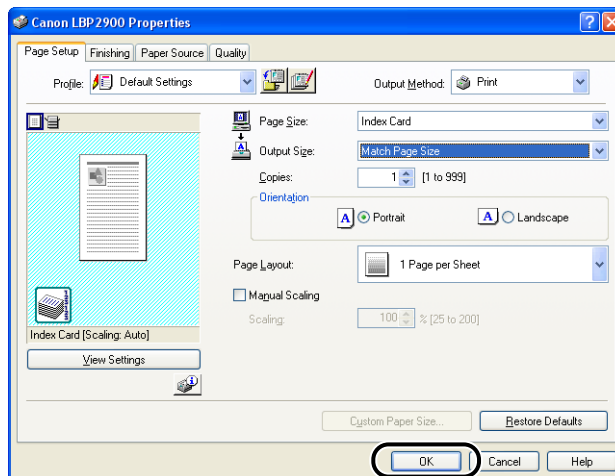 Canon LBP2900 Properties
Page Setup Finishing Paper Source Quality
Profile: Default Settings Output Method: Print
Page Size: Index Card
Output Size: Match Page Size
Copies: 1 [1 to 999]
Orientation
A Portrait A Landscape
Page Layout: 1 Page per Sheet
Manual Scaling
Scaling: 100 % [25 to 200]
Index Card [Scaling: Auto]
View Settings
Custom Paper Size... Restore Defaults
OK Cancel Help